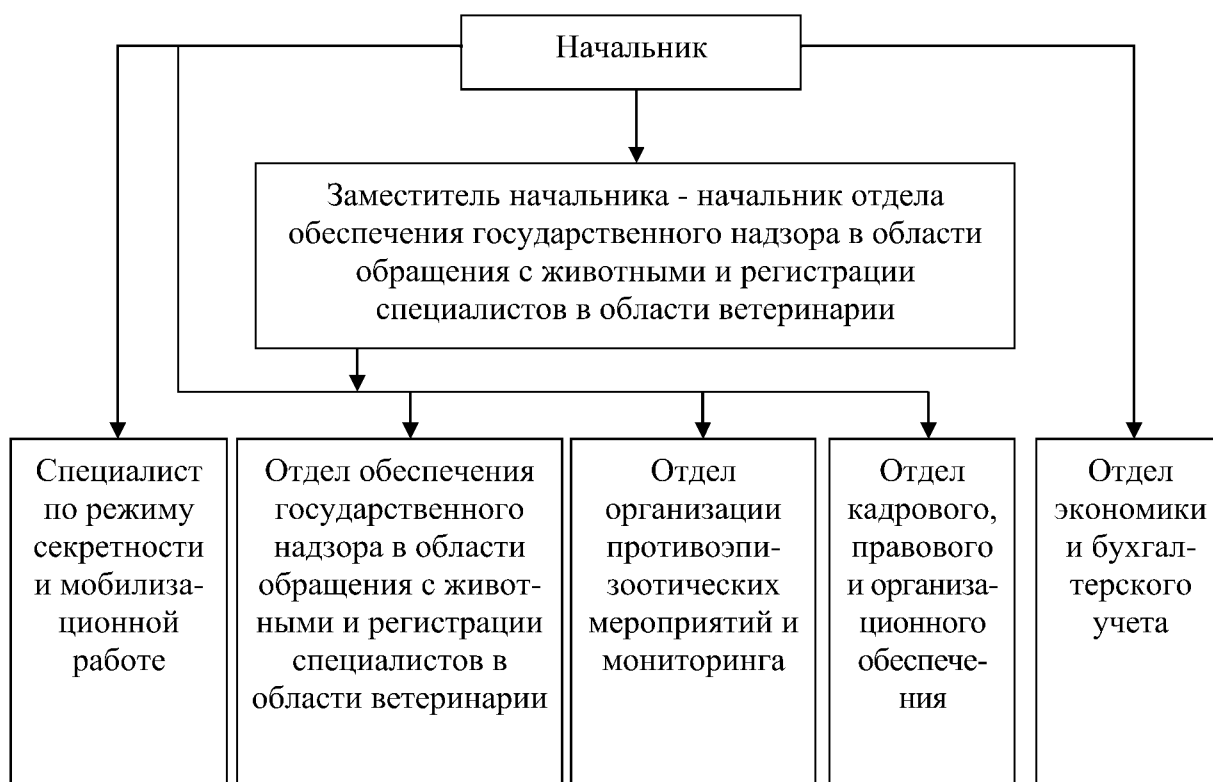 Начальник
Заместитель начальника - начальник отдела
обеспечения государственного надзора в области
обращения с животными и регистрации
специалистов в области ветеринарии
Специалист
по режиму
секретности
и мобилиза-
ционной
работе
Отдел обеспечения
государственного
надзора в области
обращения с живот-
ными и регистрации
специалистов в
области ветеринарии
Отдел
организации
противоэпи-
зоотических
мероприятий и
мониторинга
Отдел
кадрового,
правового
и организа-
ционного
обеспече-
ния
Отдел
экономики
и бухгал-
терского
учета